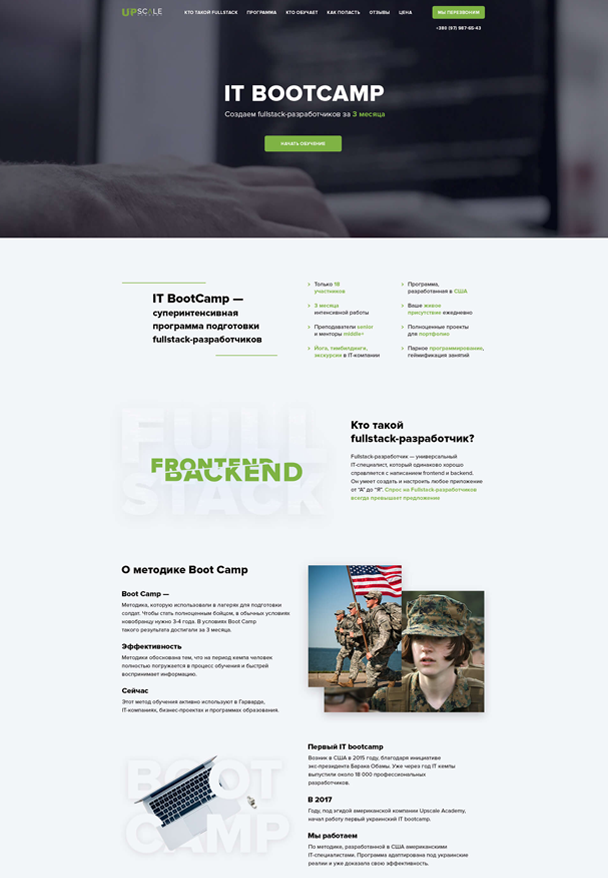 UPSCALE
КТО ТАКОЙ FULLSTACK
ПРОГРАММА
КТО ОБУЧАЕТ
КАК ПОПАСТЬ
ОТЗЫВЫ
ЦЕНА
МЫ ПЕРЕЗВОНИМ
+380 (97) 987-65-43
IT BOOTCAMP
Создаем fullstack-разработчиков за 3 месяца
НАЧАТЬ ОБУЧЕНИЕ
IT BootCamp —
суперинтенсивная
программа подготовки
fullstack-разработчиков
Только 18
участников
3 месяца
интенсивной работы
Преподаватели senior
и менторы middle+
Йога, тимбилдинги,
экскурсии в IT-компании
Программа,
разработанная в США
Ваше живое
присутствие ежедневно
Полноценные проекты
для портфолио
Парное программирование,
геймификация занятий
FULL
STACK
FRONTEND
BACKEND
Кто такой
fullstack-разработчик?
Fullstack-разработчик — универсальный
IT-специалист, который одинаково хорошо
справляется с написанием frontend и backend.
Он умеет создать и настроить любое приложение
от "А" до "Я". Спрос на Fullstack-разработчиков
всегда превышает предложение
О методике Boot Camp
Boot Camp —
Методика, которую использовали в лагерях для подготовки
солдат. Чтобы стать полноценным бойцом, в обычных условиях
новобранцу нужно 3-4 года. В условиях Boot Camp
такого результата достигали за 3 месяца.
Эффективность
Методика обоснована тем, что на период кемпа человек
полностью погружается в процесс обучения и быстрей
воспринимает информацию.
Сейчас
Этот метод обучения активно используют в Гарварде,
IT-компаниях, бизнес-проектах и программах образования.
BOOT
CAMP
Первый IT bootcamp
Возник в США в 2015 году, благодаря инициативе
экс-президента Барака Обамы. Уже через год IT кемпы
выпустили около 18 000 профессиональных
разработчиков.
В 2017
Году, под эгидой американской компании Upscale Academy,
начал работу первый украинский IT bootcamp.
Мы работаем
По методике, разработанной в США американскими
IT-специалистами. Программа адаптирована под украинские
реалии и уже доказала свою эффективность.